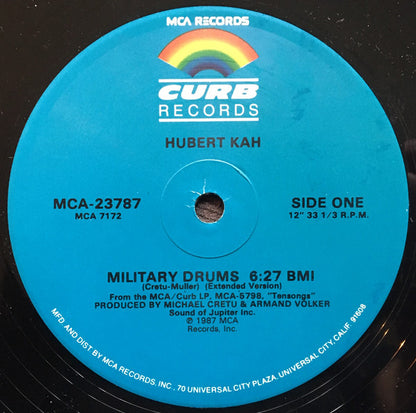 MCA RECORDS
CURB
RECORDS
HUBERT KAH
MCA-23787
MCA 7172
SIDE ONE
12" 33 1/3 R.P.M.
MILITARY DRUMS 6:27 BMI
(Cretu-Muller) (Extended Version)
From the MCA/Curb LP, MCA-5798, "Tensongs"
PRODUCED BY MICHAEL CRETU & ARMAND VOLKER
Sound of Jupiter Inc.
℗ 1987 MCA
Records, Inc.
MFD. AND DIST BY MCA RECORDS, INC . 70 UNIVERSAL CITY PLAZA, UNIVERSAL CITY, CALIF. 91608